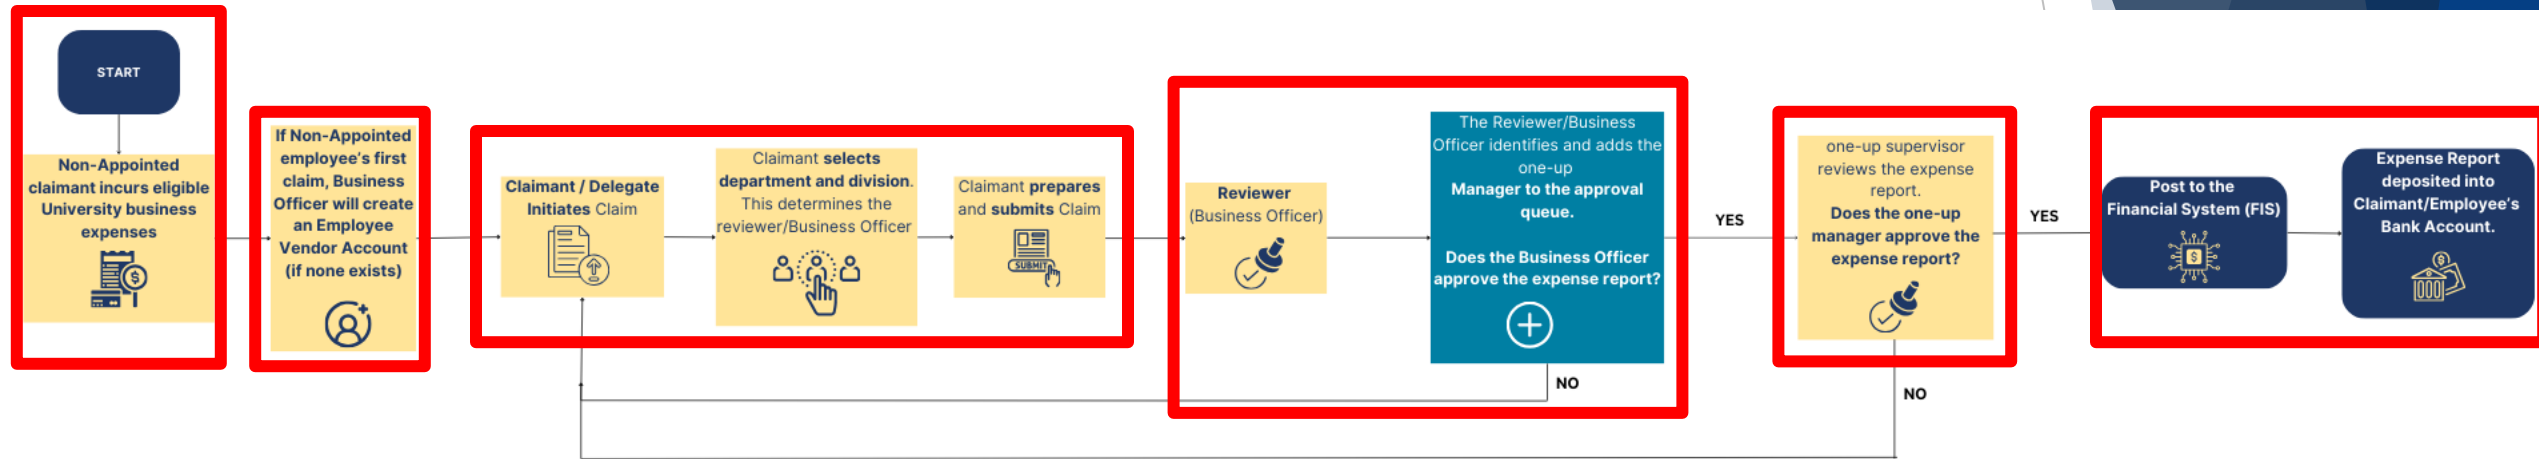 START
Non-Appointed
claimant incurs eligible
University business
expenses
If Non-Appointed
employee's first
claim, Business
Officer will create
an Employee
Vendor Account
(if none exists)
Claimant / Delegate
Initiates Claim
Claimant selects
department and division.
This determines the
reviewer/Business Officer
Claimant prepares
and submits Claim
SUBMIT
Reviewer
(Business Officer)
The Reviewer/Business
Officer identifies and adds the
one-up
Manager to the approval
queue.
Does the Business Officer
approve the expense report?
NO
YES
one-up supervisor
reviews the expense
report.
Does the one-up
manager approve the
expense report?
NO
YES
Post to the
Financial System (FIS)
Expense Report
deposited into
Claimant/Employee's
Bank Account.